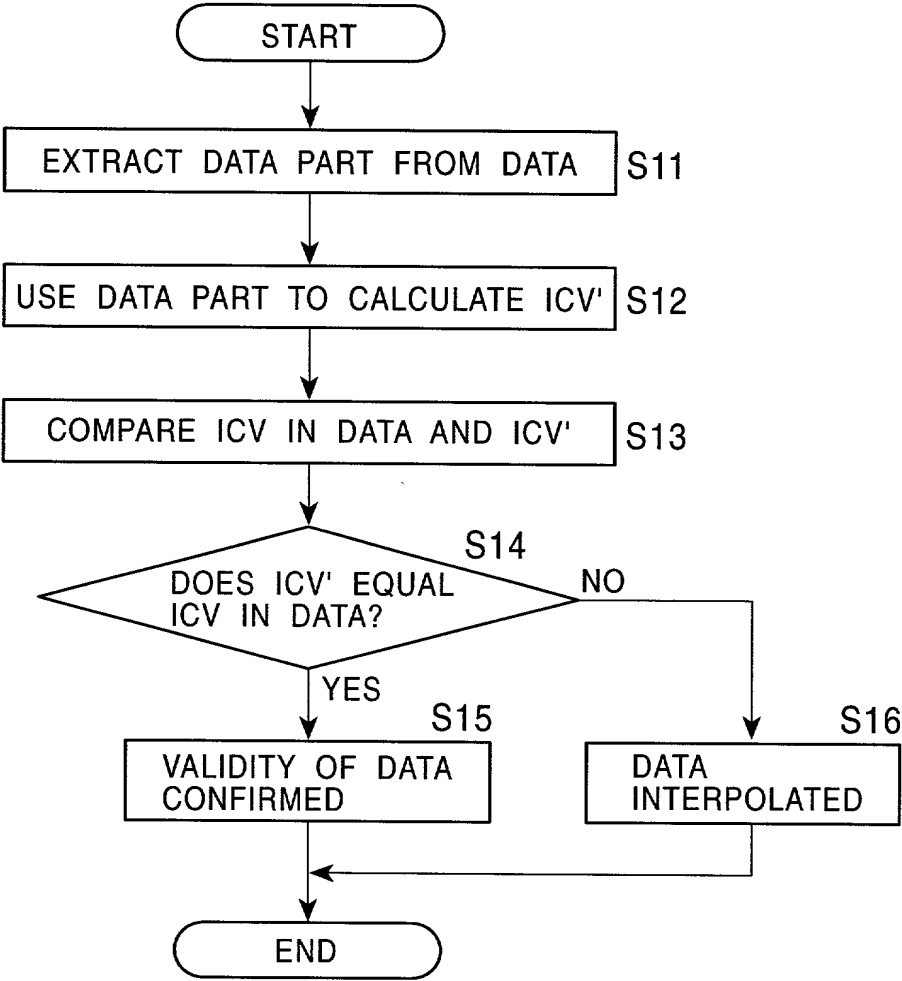 START
EXTRACT DATA PART FROM DATA S11
USE DATA PART TO CALCULATE ICV' S12
COMPARE ICV IN DATA AND ICV' S13
S14
DOES ICV' EQUAL
ICV IN DATA?
NO
YES
S15
VALIDITY OF DATA
CONFIRMED
S16
DATA
INTERPOLATED
END